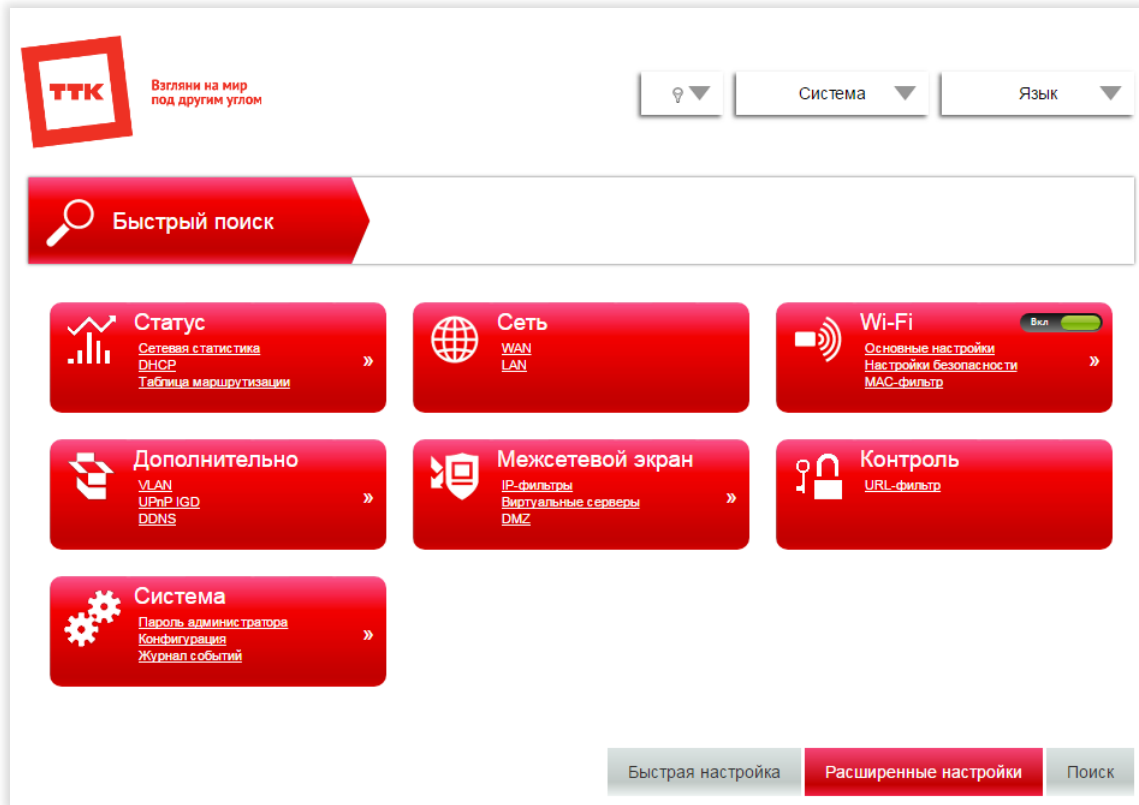 ТТК
Взгляни на мир
под другим углом
Система
Язык
Быстрый поиск
Статус
Сетевая статистика
DHCP
Таблица маршрутизации
»
Сеть
WAN
LAN
Wi-Fi
Вкл
Основные настройки
Настройки безопасности
MAC-фильтр
»
Дополнительно
VLAN
UPnP IGD
DDNS
»
Межсетевой экран
IP-фильтры
Виртуальные серверы
DMZ
»
Контроль
URL-фильтр
Система
Пароль администратора
Конфигурация
Журнал событий
»
Быстрая настройка
Расширенные настройки
Поиск